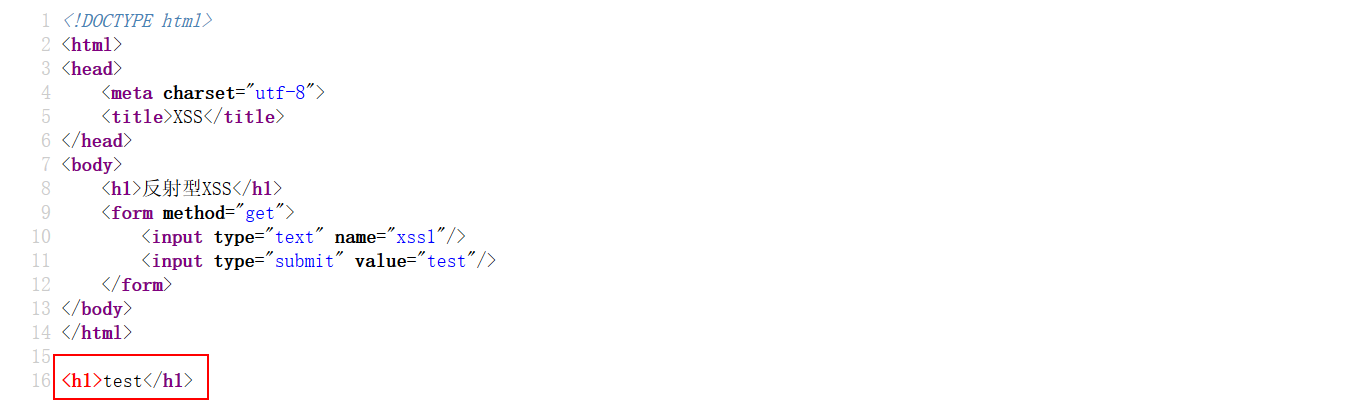 1 <!DOCTYPE html>
2 <html>
3 <head>
4     <meta charset="utf-8">
5     <title>XSS</title>
6 </head>
7 <body>
8     <h1>反射型XSS</h1>
9     <form method="get">
10         <input type="text" name="xssl"/>
11         <input type="submit" value="test"/>
12     </form>
13 </body>
14 </html>
15
16 <h1>test</h1>